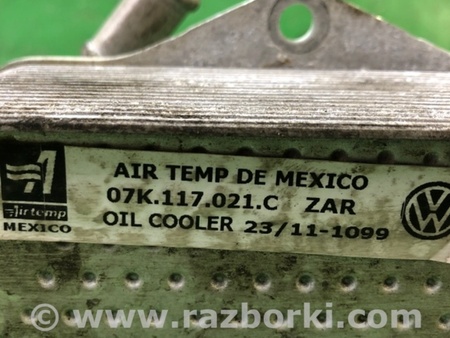 AIR TEMP DE MEXICO
07K.117.021.C ZAR
OIL COOLER 23/11-1099
airtemp
MEXICO
VW
© www.razborki.com